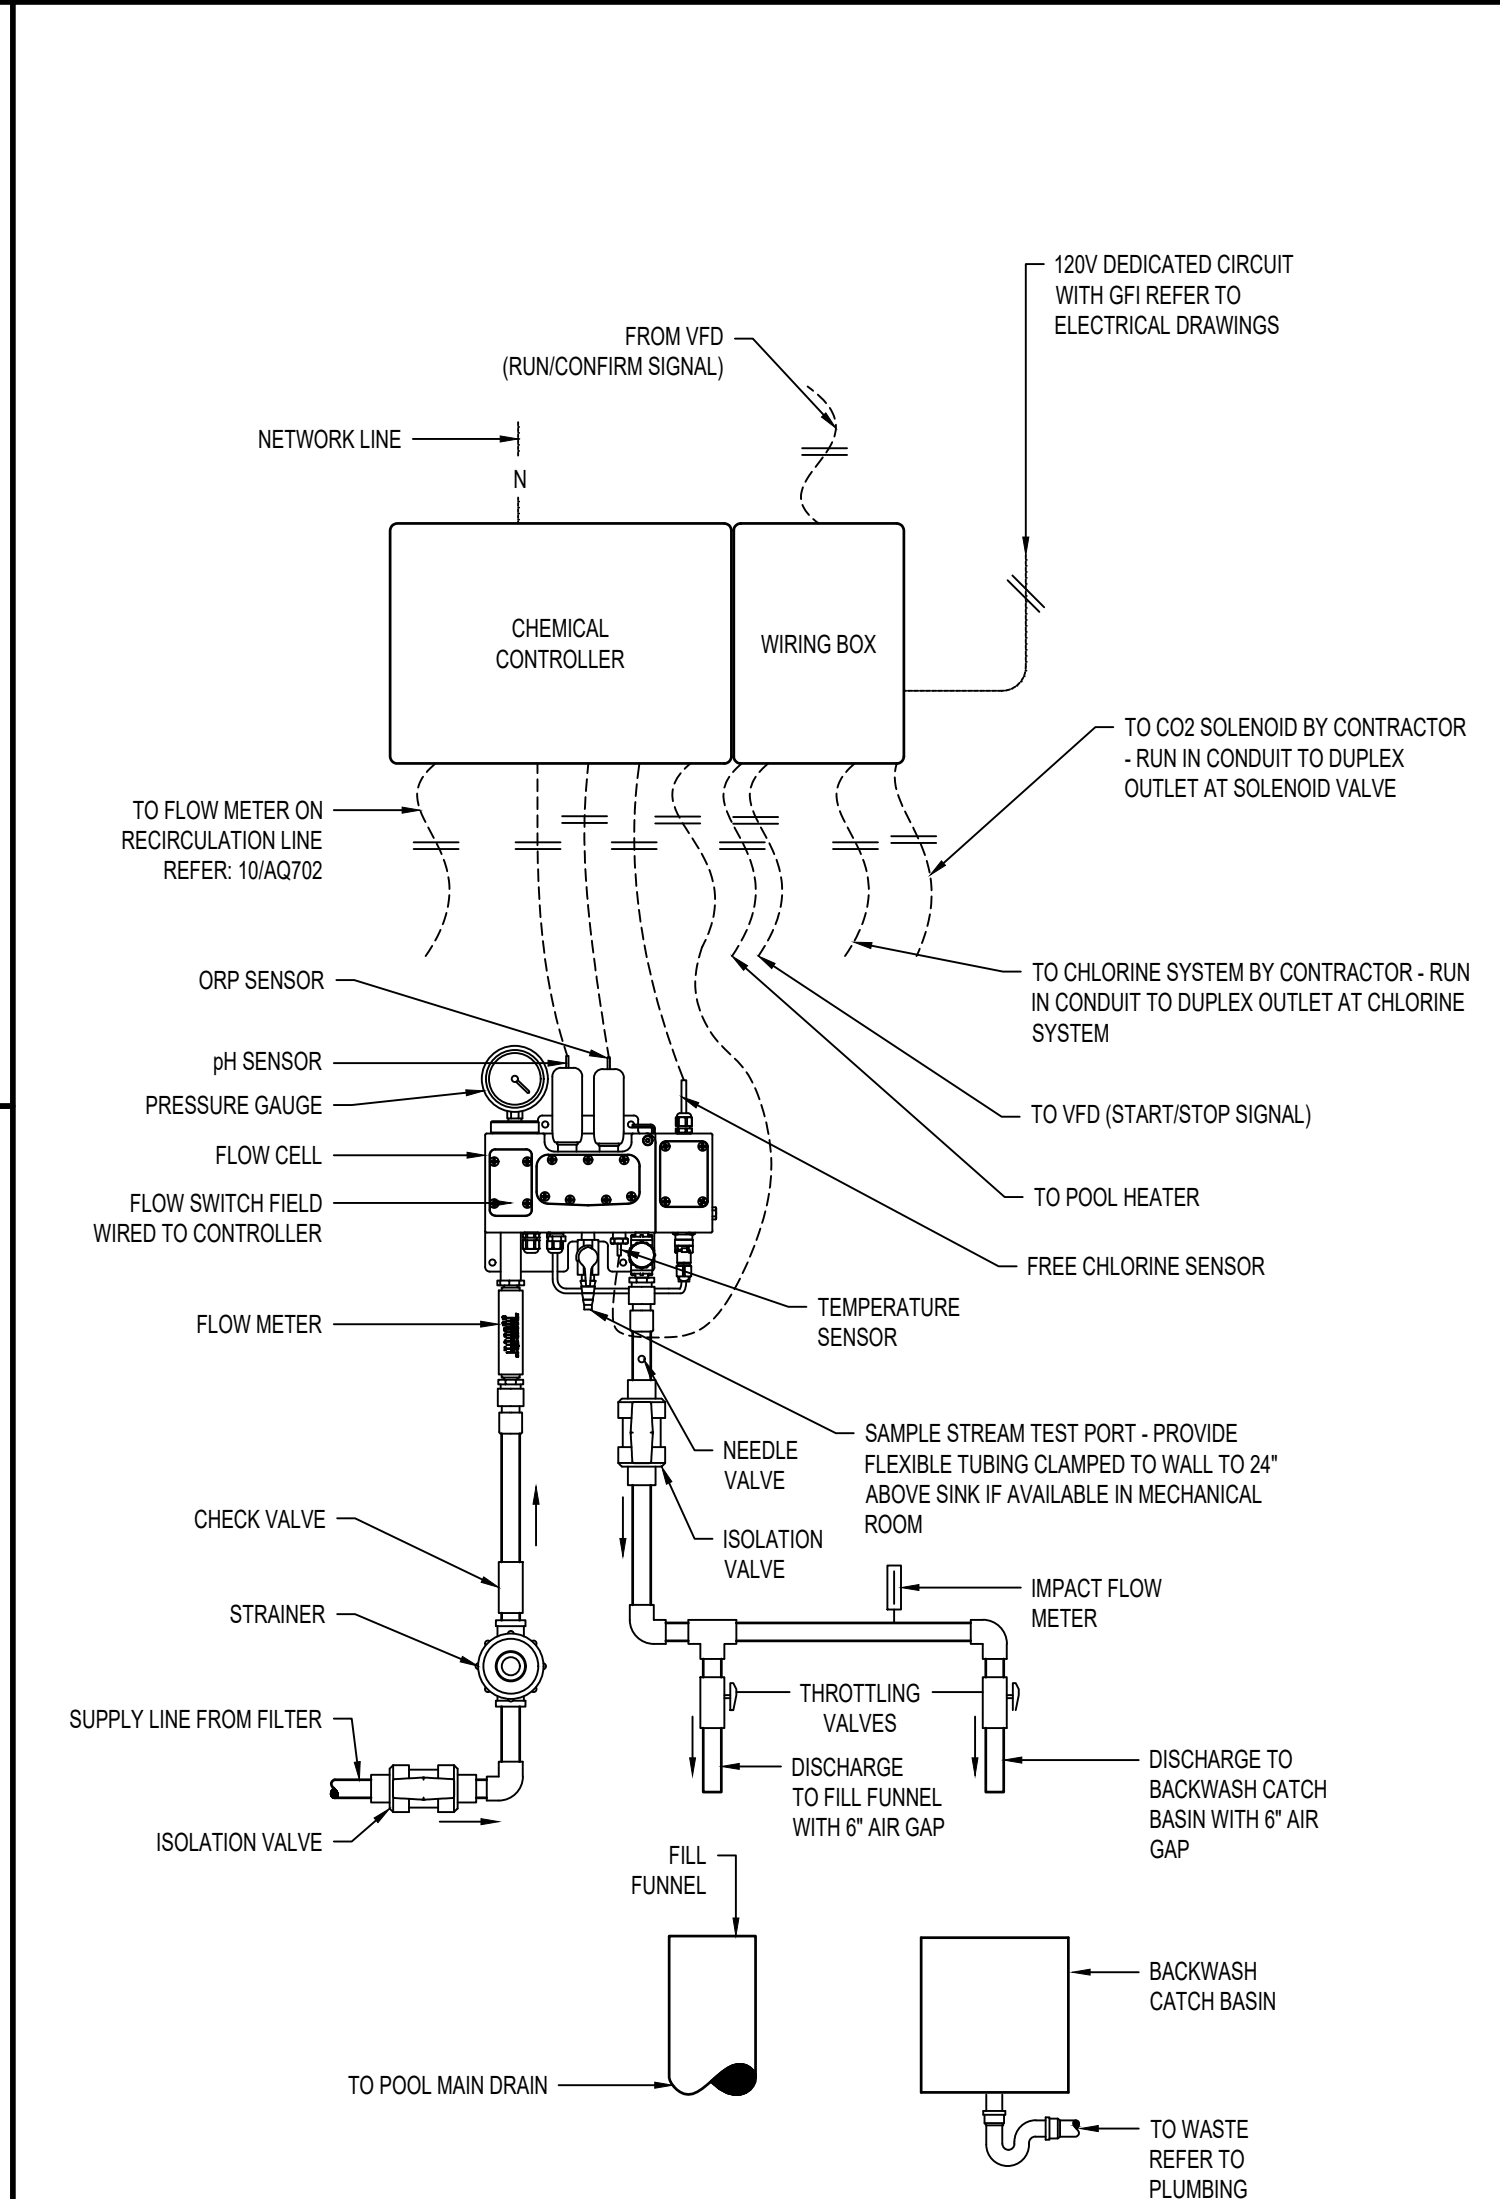 120V DEDICATED CIRCUIT
WITH GFI REFER TO
ELECTRICAL DRAWINGS
FROM VFD
(RUN/CONFIRM SIGNAL)
NETWORK LINE
N
CHEMICAL
CONTROLLER
WIRING BOX
TO CO2 SOLENOID BY CONTRACTOR
- RUN IN CONDUIT TO DUPLEX
OUTLET AT SOLENOID VALVE
TO FLOW METER ON
RECIRCULATION LINE
REFER: 10/AQ702
ORP SENSOR
TO CHLORINE SYSTEM BY CONTRACTOR - RUN
IN CONDUIT TO DUPLEX OUTLET AT CHLORINE
SYSTEM
pH SENSOR
PRESSURE GAUGE
TO VFD (START/STOP SIGNAL)
FLOW CELL
FLOW SWITCH FIELD
WIRED TO CONTROLLER
TO POOL HEATER
FREE CHLORINE SENSOR
TEMPERATURE
SENSOR
FLOW METER
SAMPLE STREAM TEST PORT - PROVIDE
FLEXIBLE TUBING CLAMPED TO WALL TO 24"
ABOVE SINK IF AVAILABLE IN MECHANICAL
ROOM
NEEDLE
VALVE
CHECK VALVE
ISOLATION
VALVE
IMPACT FLOW
METER
STRAINER
THROTTLING
VALVES
SUPPLY LINE FROM FILTER
DISCHARGE
TO FILL FUNNEL
WITH 6" AIR GAP
DISCHARGE TO
BACKWASH CATCH
BASIN WITH 6" AIR
GAP
ISOLATION VALVE
FILL
FUNNEL
BACKWASH
CATCH BASIN
TO POOL MAIN DRAIN
TO WASTE
REFER TO
PLUMBING